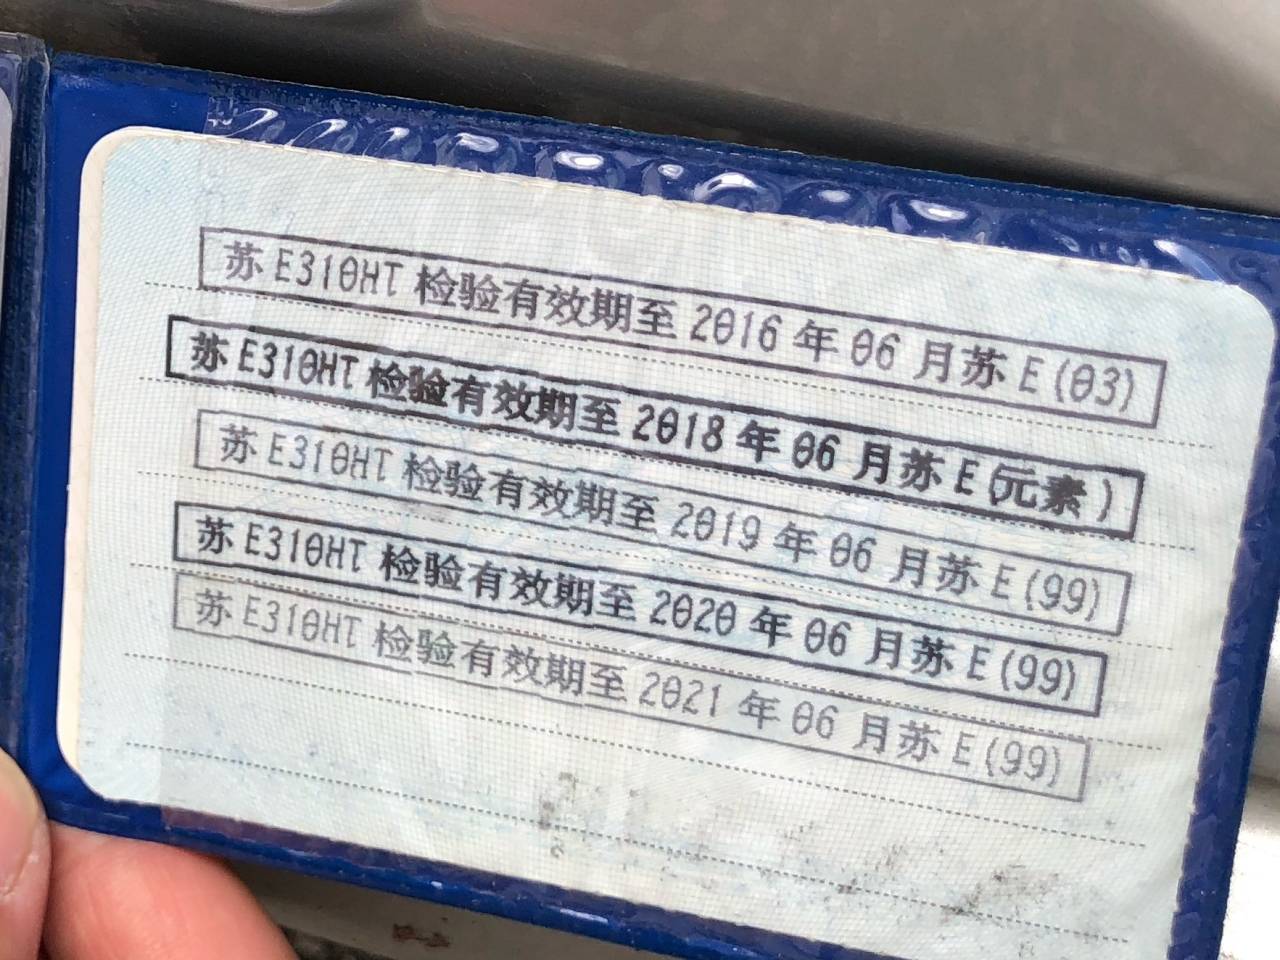 苏E310HT 检验有效期至 2016 年 06 月苏 E(03)
苏E310HT 检验有效期至 2018 年 06 月苏 E(元素)
苏E310HT 检验有效期至 2019 年 06 月苏 E(99)
苏E310HT 检验有效期至 2020 年 06 月苏 E(99)
苏E310HT 检验有效期至 2021 年 06 月苏 E(99)